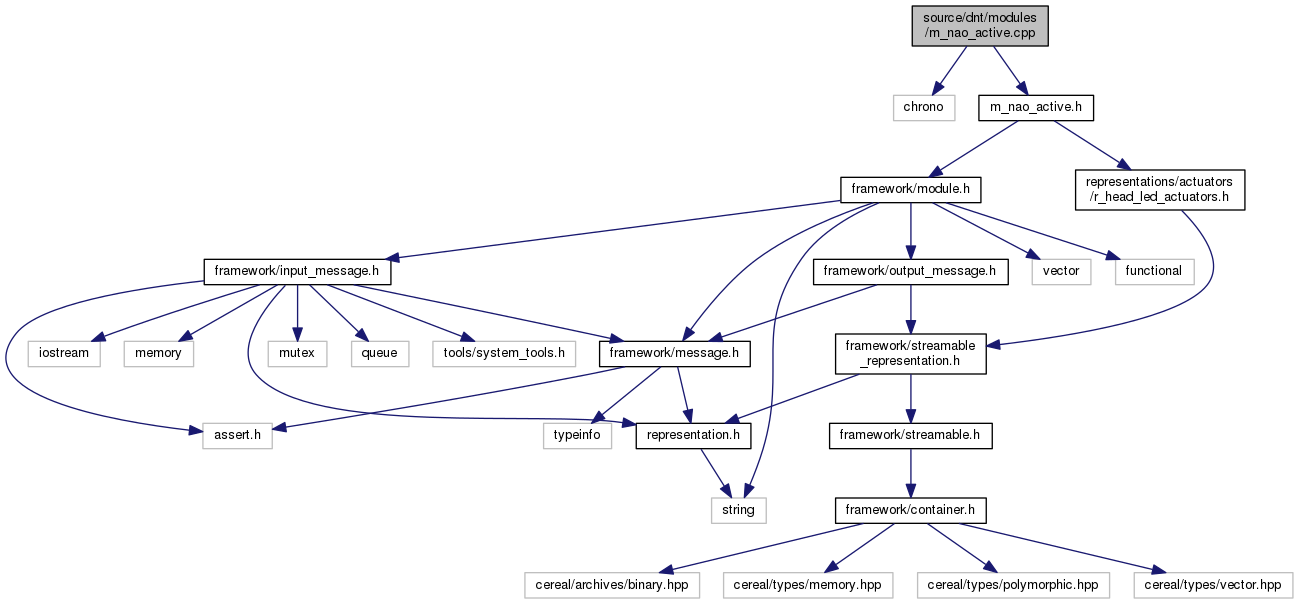 source/dnt/modules
/m_nao_active.cpp
chrono
m_nao_active.h
framework/module.h
representations/actuators
/r_head_led_actuators.h
framework/input_message.h
framework/output_message.h
vector
functional
iostream
memory
mutex
queue
tools/system_tools.h
framework/message.h
framework/streamable
_representation.h
assert.h
typeinfo
representation.h
framework/streamable.h
string
framework/container.h
cereal/archives/binary.hpp
cereal/types/memory.hpp
cereal/types/polymorphic.hpp
cereal/types/vector.hpp